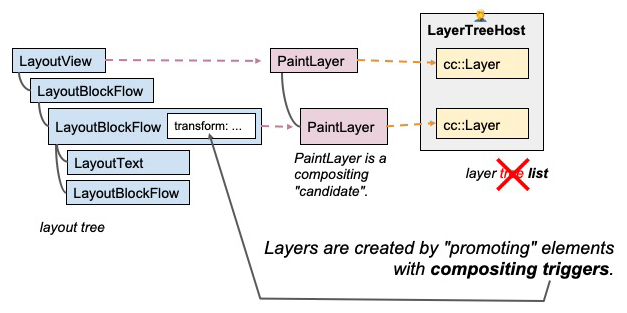 LayerTreeHost
LayoutView
PaintLayer
cc::Layer
LayoutBlockFlow
LayoutBlockFlow
transform: ...
PaintLayer
cc::Layer
LayoutText
LayoutBlockFlow
PaintLayer is a
compositing
"candidate".
layer tree list
layout tree
Layers are created by "promoting" elements
with compositing triggers.